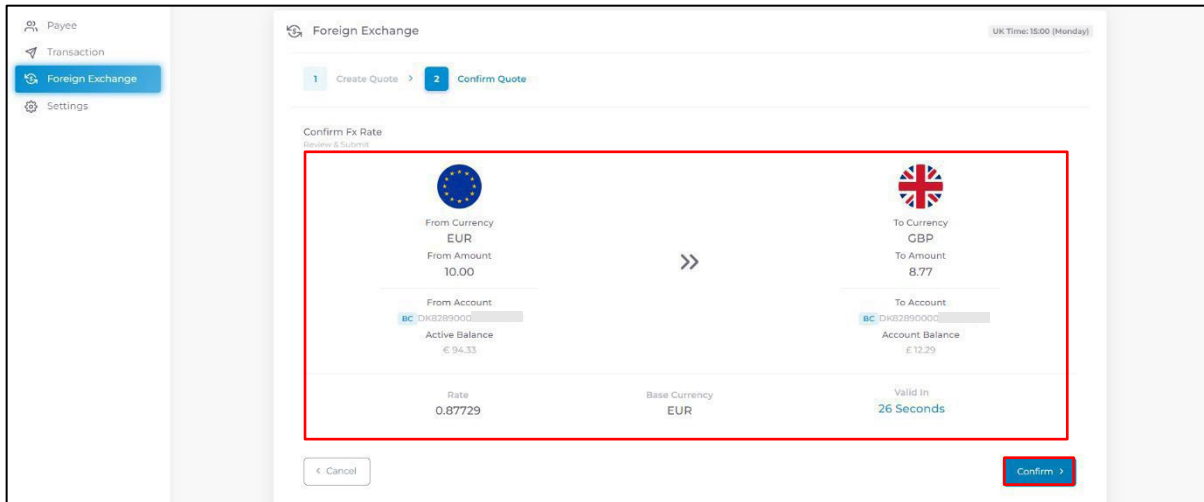 Payee
Transaction
Foreign Exchange
Settings
Foreign Exchange
UK Time: 15:00 (Monday)
1 Create Quote > 2 Confirm Quote
Confirm Fx Rate
Review & Submit
From Currency
EUR
From Amount
10.00
From Account
BC DK8289000
Active Balance
€ 94.33
To Currency
GBP
To Amount
8.77
To Account
BC DK82890000
Account Balance
£ 12.29
Rate
0.87729
Base Currency
EUR
Valid In
26 Seconds
< Cancel
Confirm >